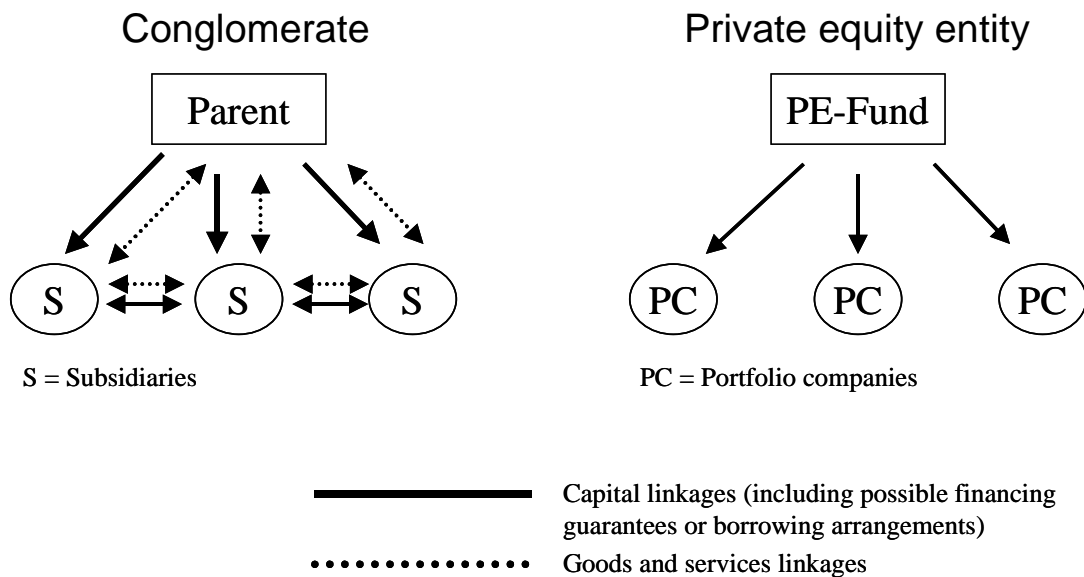 Conglomerate
Private equity entity
Parent
PE-Fund
S
S
S
PC
PC
PC
S = Subsidiaries
PC = Portfolio companies
Capital linkages (including possible financing
guarantees or borrowing arrangements)
Goods and services linkages